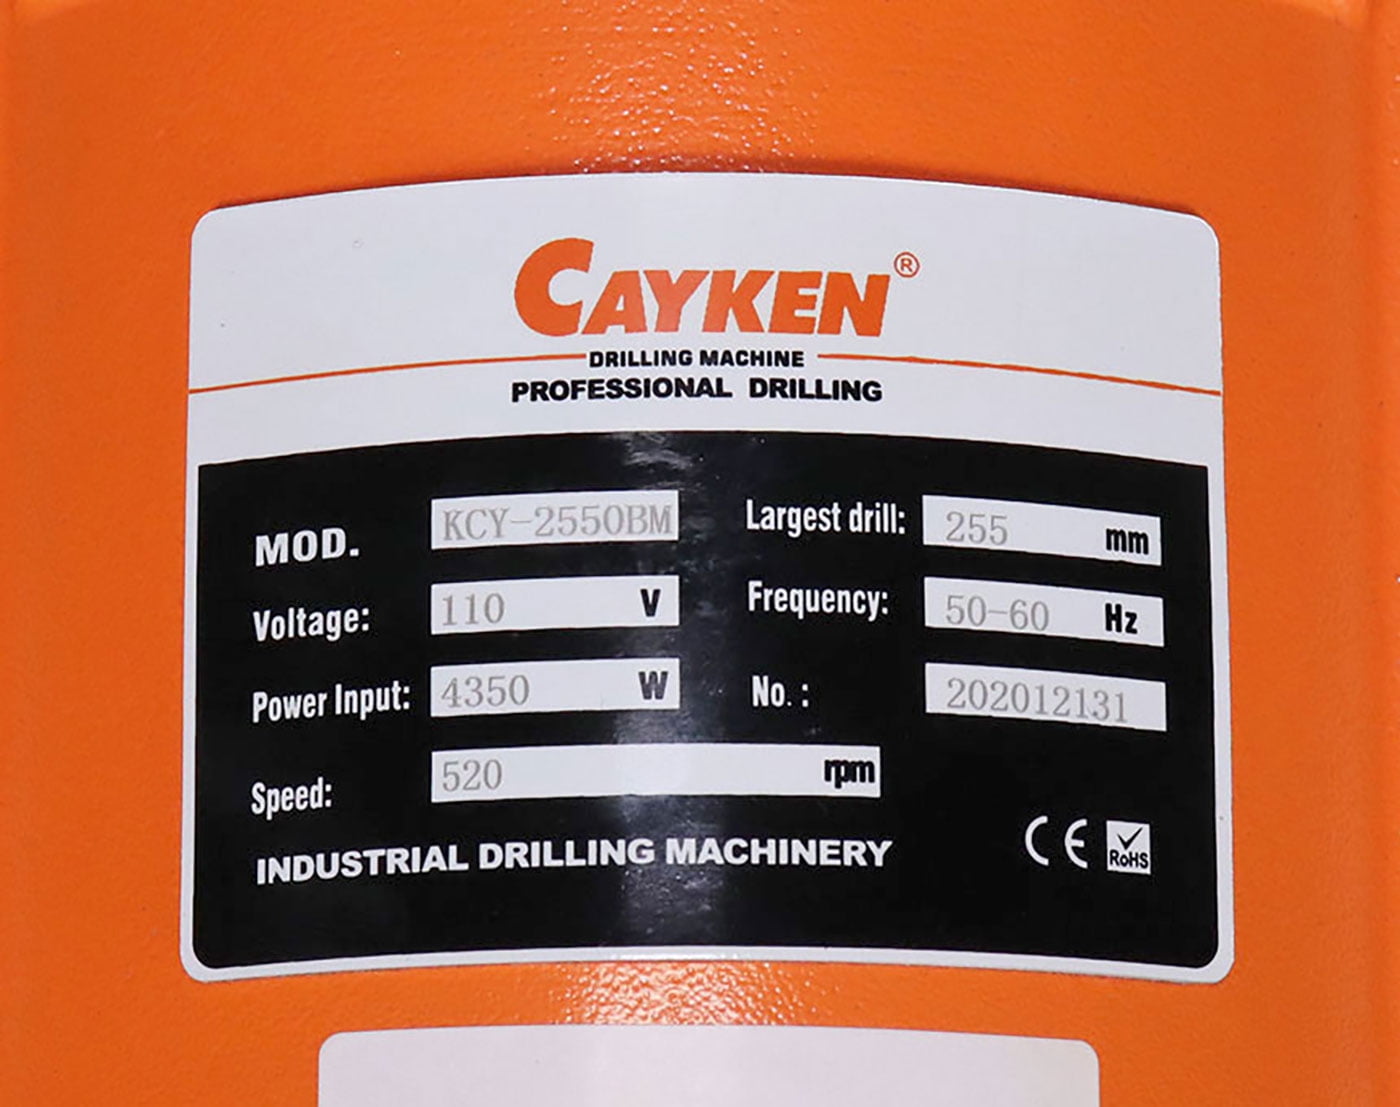 CAYKEN®
DRILLING MACHINE
PROFESSIONAL DRILLING
MOD. KCY-2550BM Largest drill: 255 mm
Voltage: 110 V Frequency: 50-60 Hz
Power Input: 4350 W No. : 202012131
Speed: 520 rpm
INDUSTRIAL DRILLING MACHINERY CE RoHS